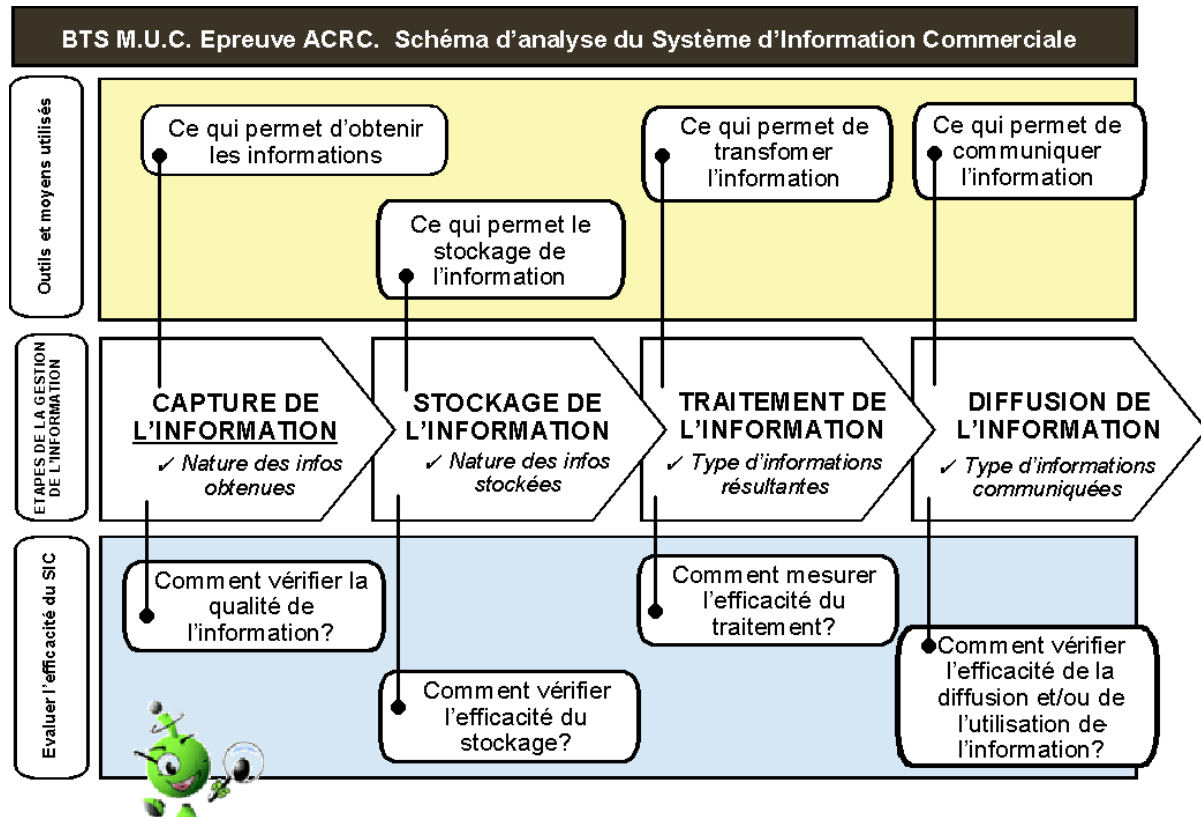 BTS M.U.C. Epreuve ACRC. Schéma d'analyse du Système d'Information Commerciale
Outils et moyens utilisés
Ce qui permet d'obtenir
les informations
Ce qui permet le
stockage de
l'information
Ce qui permet de
transfomer
l'information
Ce qui permet de
communiquer
l'information
ETAPES DE LA GESTION
DE L'INFORMATION
CAPTURE DE
L'INFORMATION
✓ Nature des infos
obtenues
STOCKAGE DE
L'INFORMATION
✓ Nature des infos
stockées
TRAITEMENT DE
L'INFORMATION
✓ Type d'informations
résultantes
DIFFUSION DE
L'INFORMATION
✓ Type d'informations
communiquées
Evaluer l'efficacité du SIC
Comment vérifier la
qualité de
l'information?
Comment vérifier
l'efficacité du
stockage?
Comment mesurer
l'efficacité du
traitement?
Comment vérifier
l'efficacité de la
diffusion et/ou de
l'utilisation de
l'information?